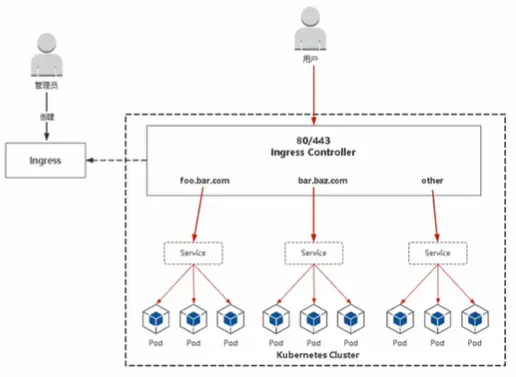 用户
管理员
创建
80/443
Ingress Controller
Ingress
foo.bar.com
bar.baz.com
other
Service
Service
Service
Pod
Pod
Pod
Pod
Pod
Pod
Pod
Pod
Pod
Kubernetes Cluster